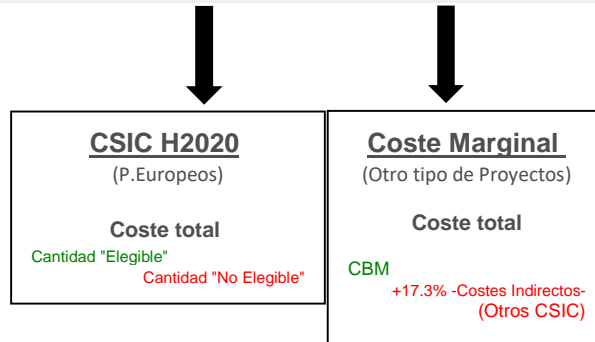 CSIC H2020
(P.Europeos)
Coste total
Cantidad "Elegible"
Cantidad "No Elegible"
Coste Marginal
(Otro tipo de Proyectos)
Coste total
CBM
+17.3% -Costes Indirectos-
(Otros CSIC)